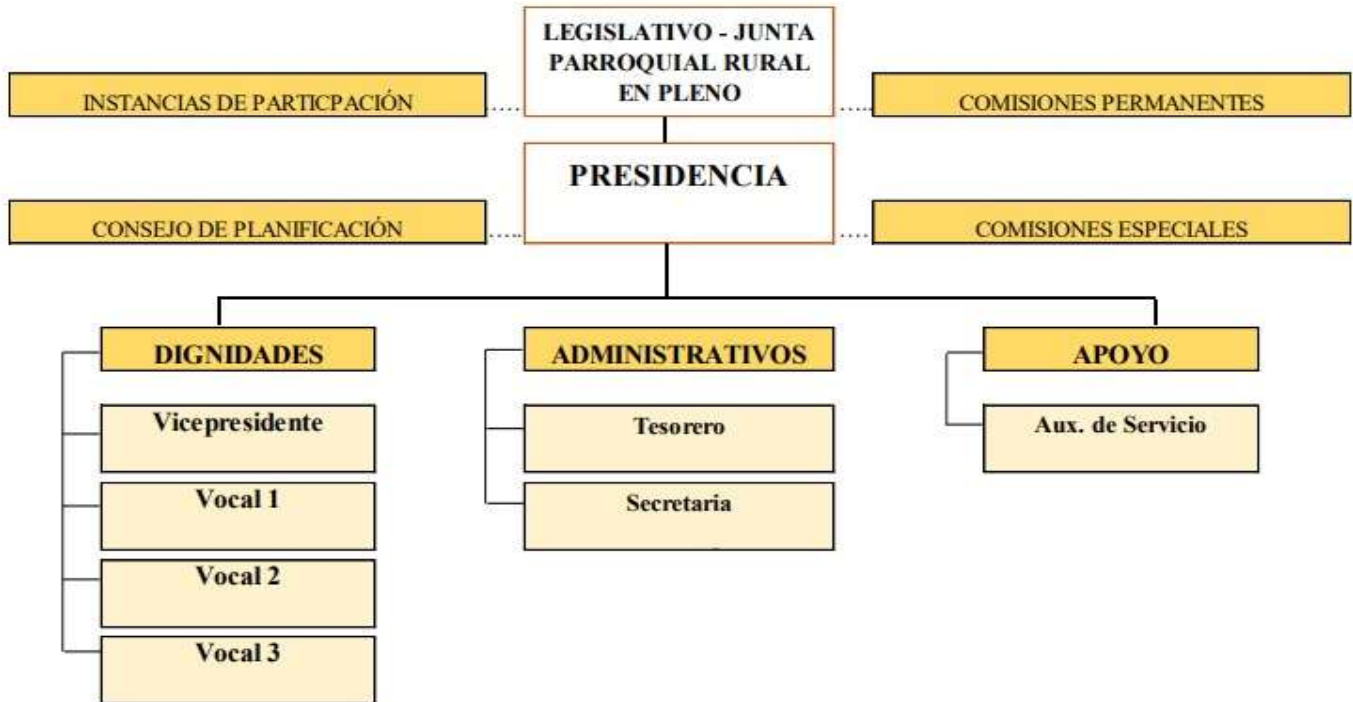 LEGISLATIVO - JUNTA
PARROQUIAL RURAL
EN PLENO
INSTANCIAS DE PARTICPACIÓN
COMISIONES PERMANENTES
PRESIDENCIA
CONSEJO DE PLANIFICACIÓN
COMISIONES ESPECIALES
DIGNIDADES
Vicepresidente
Vocal 1
Vocal 2
Vocal 3
ADMINISTRATIVOS
Tesorero
Secretaria
APOYO
Aux. de Servicio